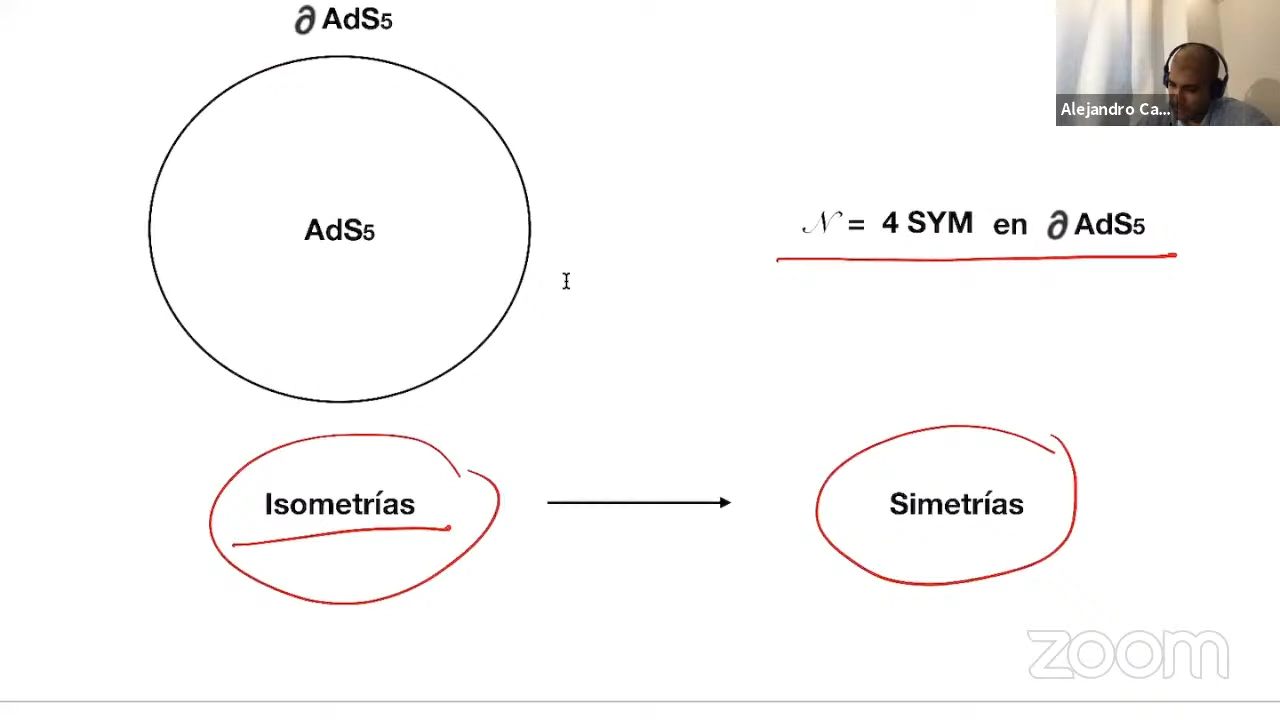 ∂ AdS5
Alejandro Ca...
AdS5
𝒩 = 4 SYM en ∂ AdS5
Isometrías
Simetrías
zoom